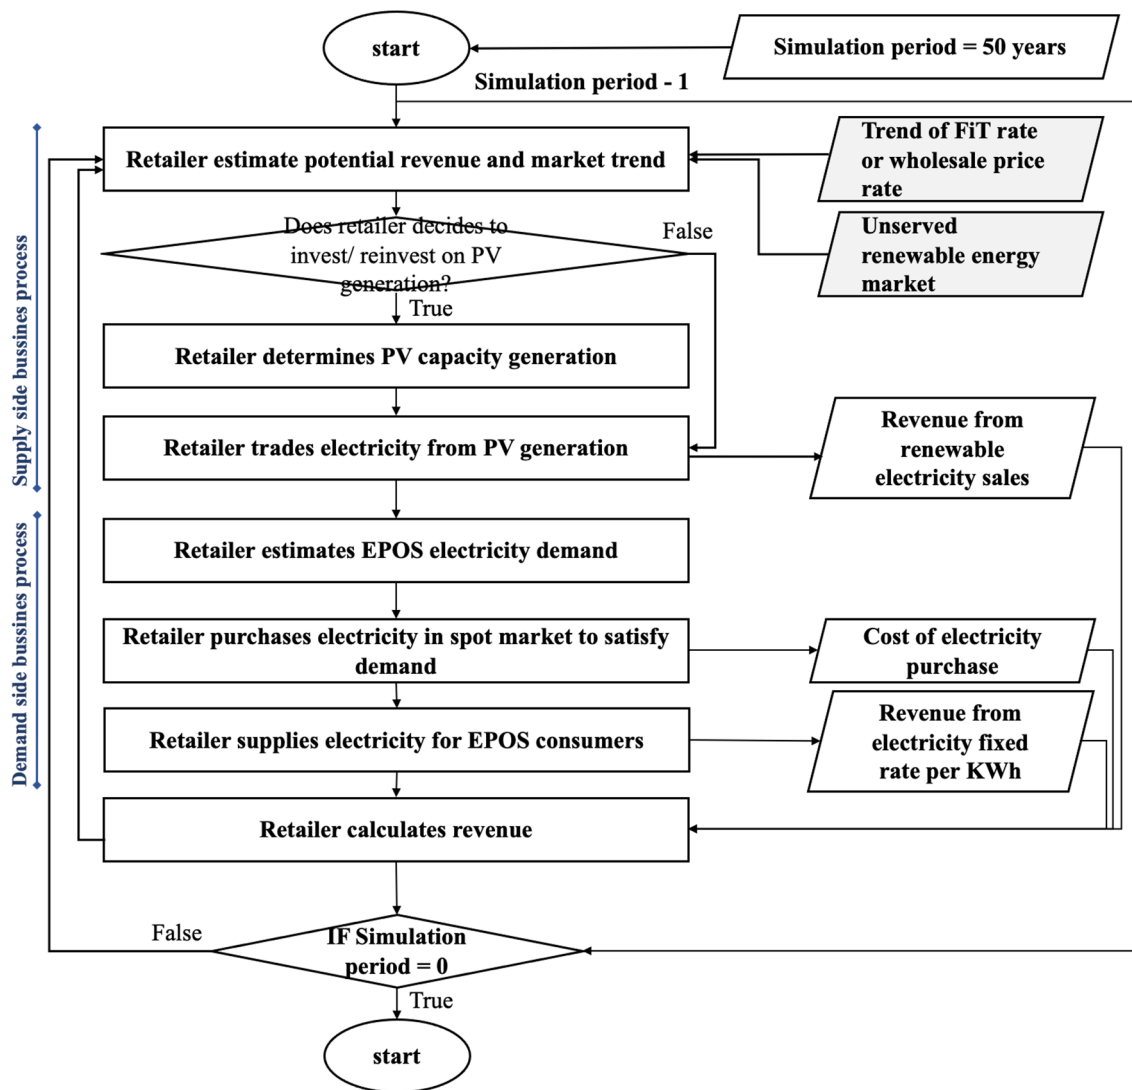 start
Simulation period = 50 years
Simulation period - 1
Retailer estimate potential revenue and market trend
Trend of FiT rate
or wholesale price
rate
Does retailer decides to
invest/ reinvest on PV
generation?
False
Unserved
renewable energy
market
True
Supply side bussines process
Retailer determines PV capacity generation
Retailer trades electricity from PV generation
Revenue from
renewable
electricity sales
Demand side bussines process
Retailer estimates EPOS electricity demand
Retailer purchases electricity in spot market to satisfy
demand
Cost of electricity
purchase
Retailer supplies electricity for EPOS consumers
Revenue from
electricity fixed
rate per KWh
Retailer calculates revenue
False
IF Simulation
period = 0
True
start